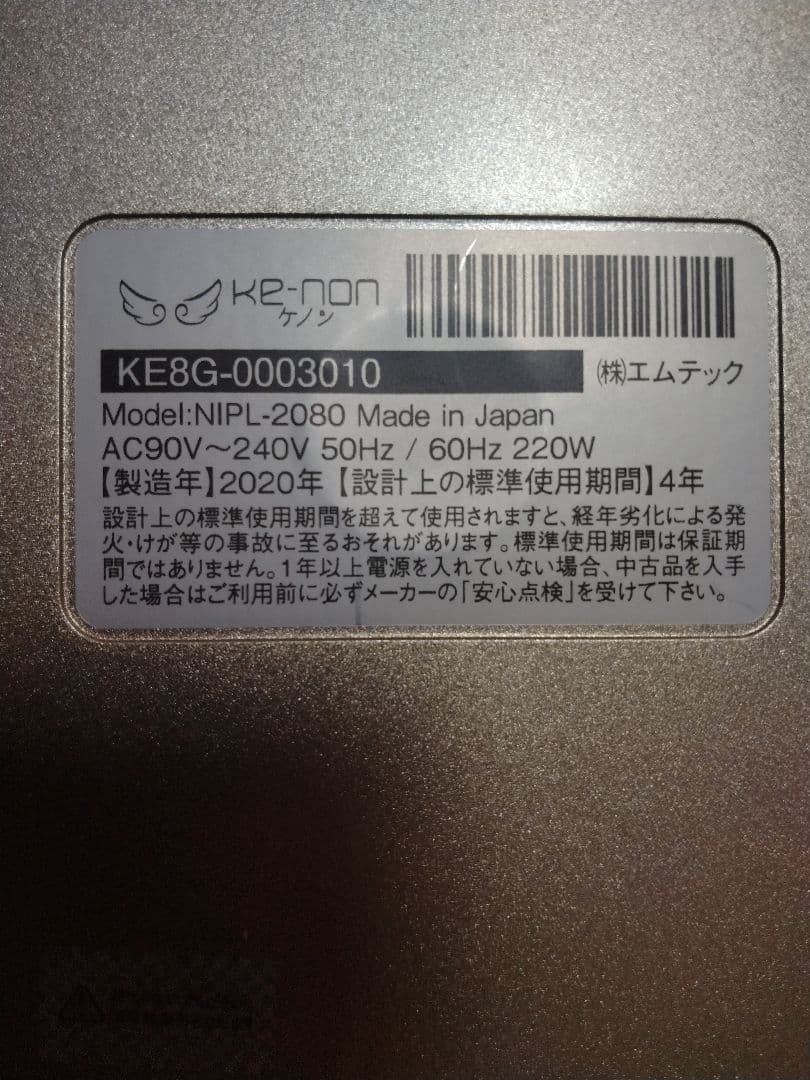 Ke-non
ケノン
KE8G-0003010
(株)エムテック
Model:NIPL-2080 Made in Japan
AC90V～240V 50Hz / 60Hz 220W
【製造年】2020年【設計上の標準使用期間】4年
設計上の標準使用期間を超えて使用されますと、経年劣化による発
火・けが等の事故に至るおそれがあります。標準使用期間は保証期
間ではありません。1年以上電源を入れていない場合、中古品を入手
した場合はご利用前に必ずメーカーの「安心点検」を受けて下さい。